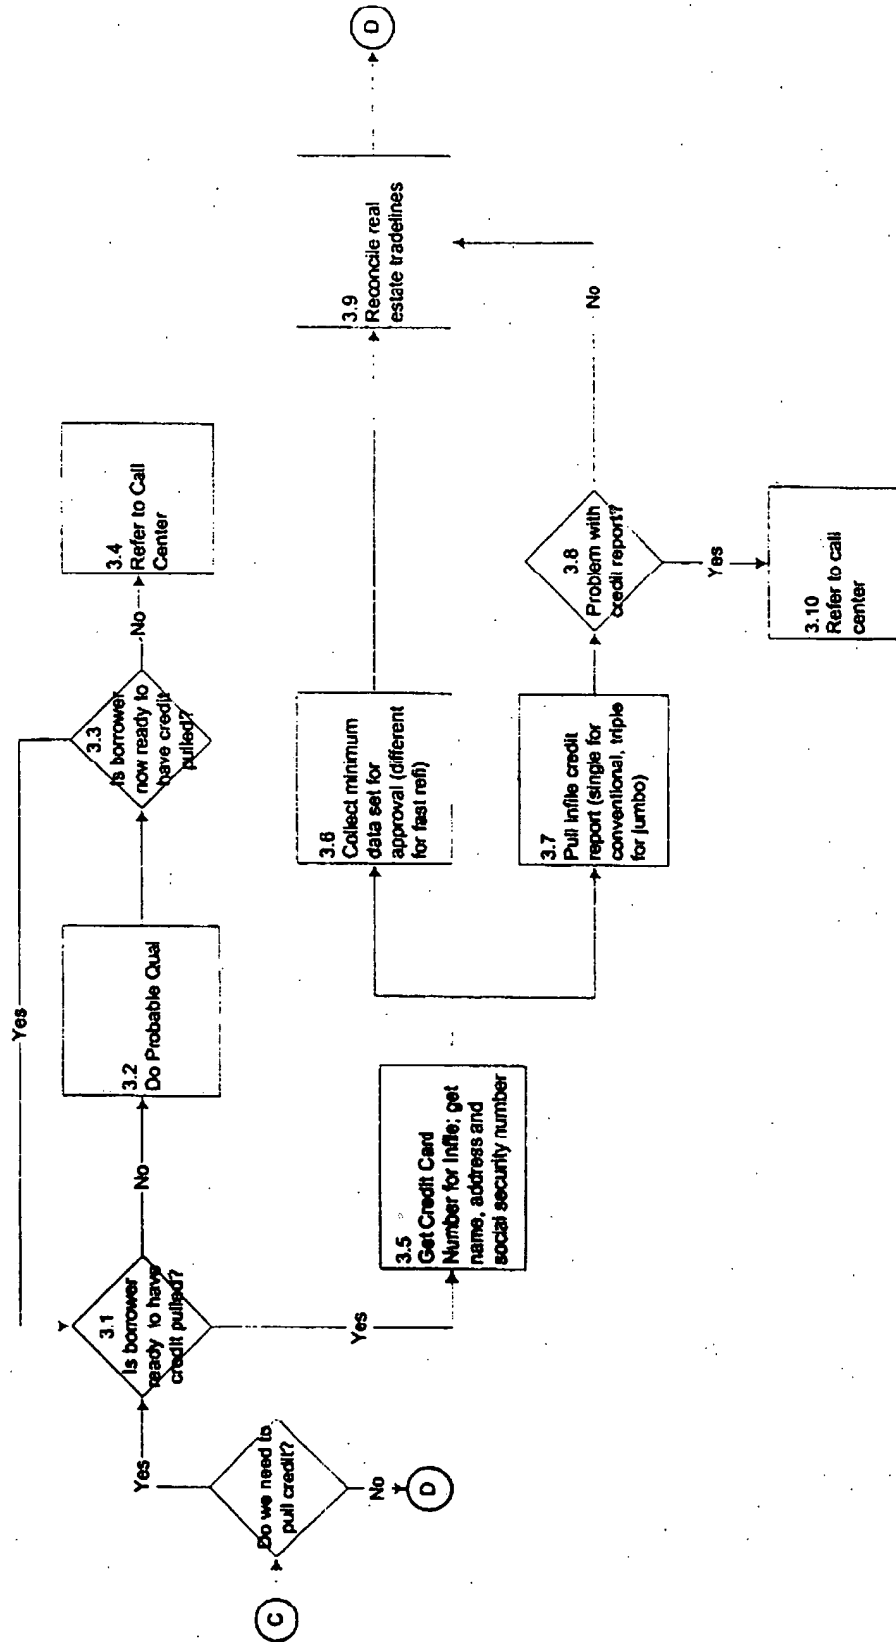 C
Do we need to
pull credit?
Yes
No
D
3.1
Is borrower
ready to have
credit pulled?
No
Yes
3.2
Do Probable Qual
3.3
Is borrower
now ready to
have credit
pulled?
Yes
No
3.4
Refer to Call
Center
3.5
Get Credit Card
Number for Infile; get
name, address and
social security number
3.6
Collect minimum
data set for
approval (different
for fast refi)
3.7
Pull Infile credit
report (single for
conventional, triple
for jumbo)
3.8
Problem with
credit report?
No
Yes
3.9
Reconcile real
estate tradelines
D
3.10
Refer to call
center